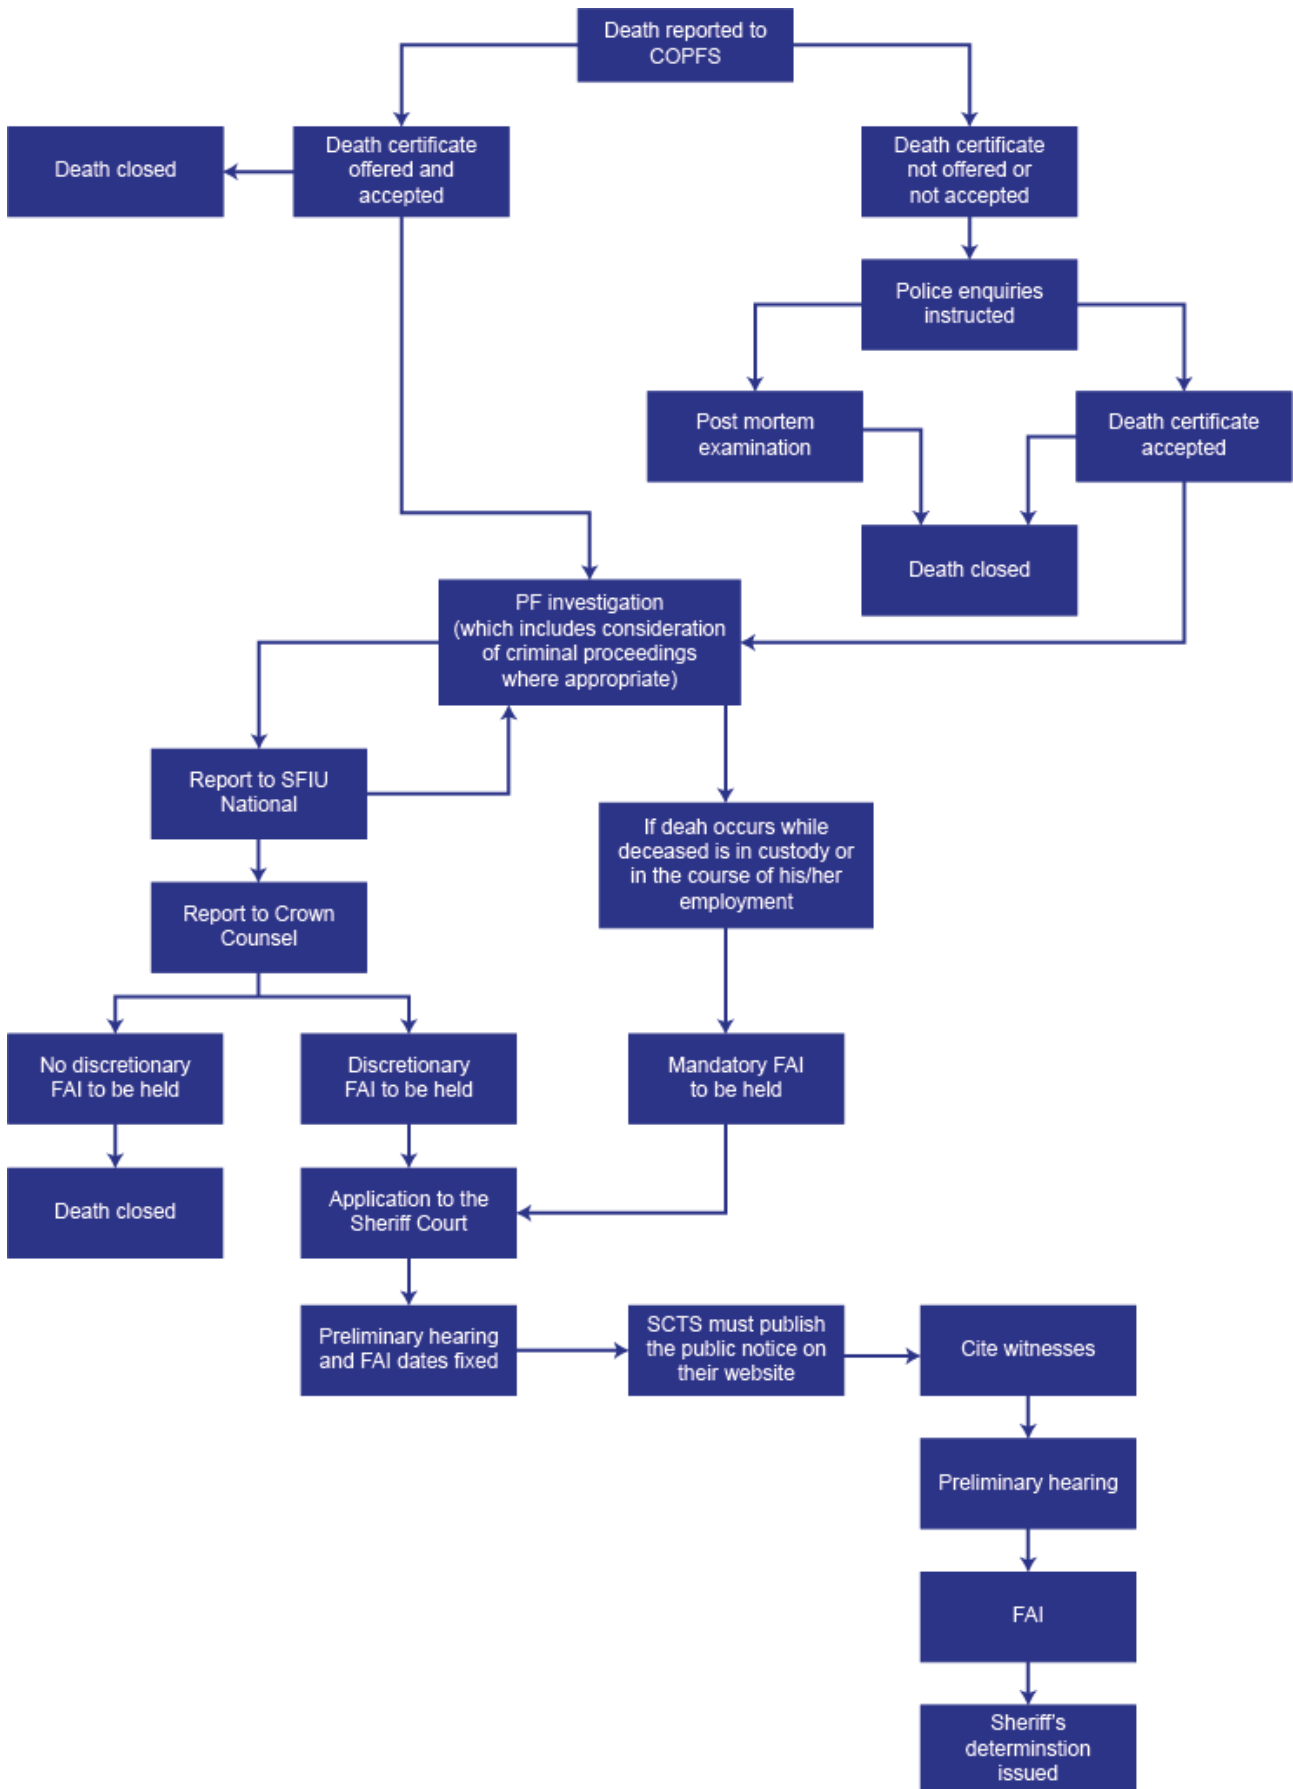 Death reported to
COPFS
Death closed
Death certificate
offered and
accepted
Death certificate
not offered or
not accepted
Police enquiries
instructed
Post mortem
examination
Death certificate
accepted
Death closed
PF investigation
(which includes consideration
of criminal proceedings
where appropriate)
Report to SFIU
National
If deah occurs while
deceased is in custody or
in the course of his/her
employment
Report to Crown
Counsel
No discretionary
FAI to be held
Discretionary
FAI to be held
Mandatory FAI
to be held
Death closed
Application to the
Sheriff Court
Preliminary hearing
and FAI dates fixed
SCTS must publish
the public notice on
their website
Cite witnesses
Preliminary hearing
FAI
Sheriff's
determinstion
issued